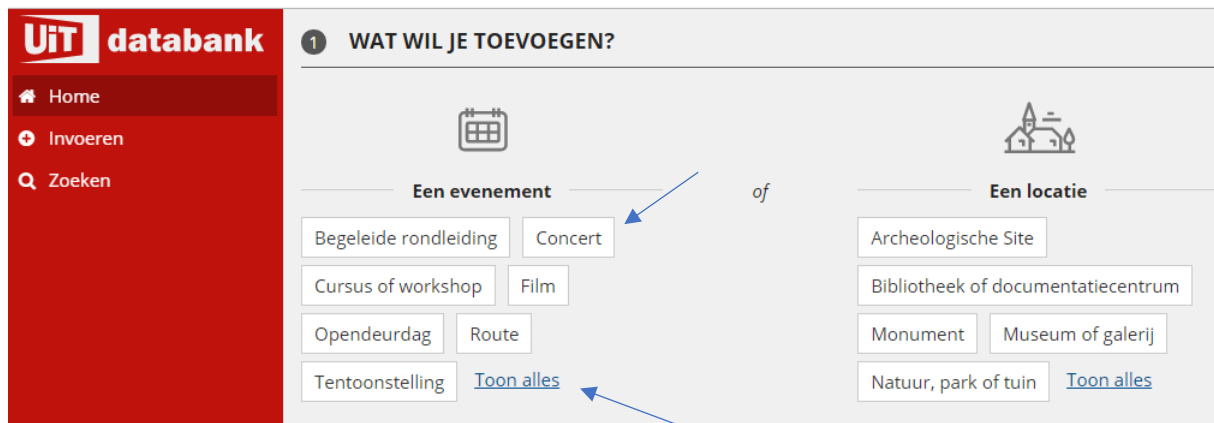 UiT databank
Home
Invoeren
Zoeken
1 WAT WIL JE TOEVOEGEN?
Een evenement
Begeleide rondleiding Concert
Cursus of workshop Film
Opendeurdag Route
Tentoonstelling Toon alles
of
Een locatie
Archeologische Site
Bibliotheek of documentatiecentrum
Monument Museum of galerij
Natuur, park of tuin Toon alles